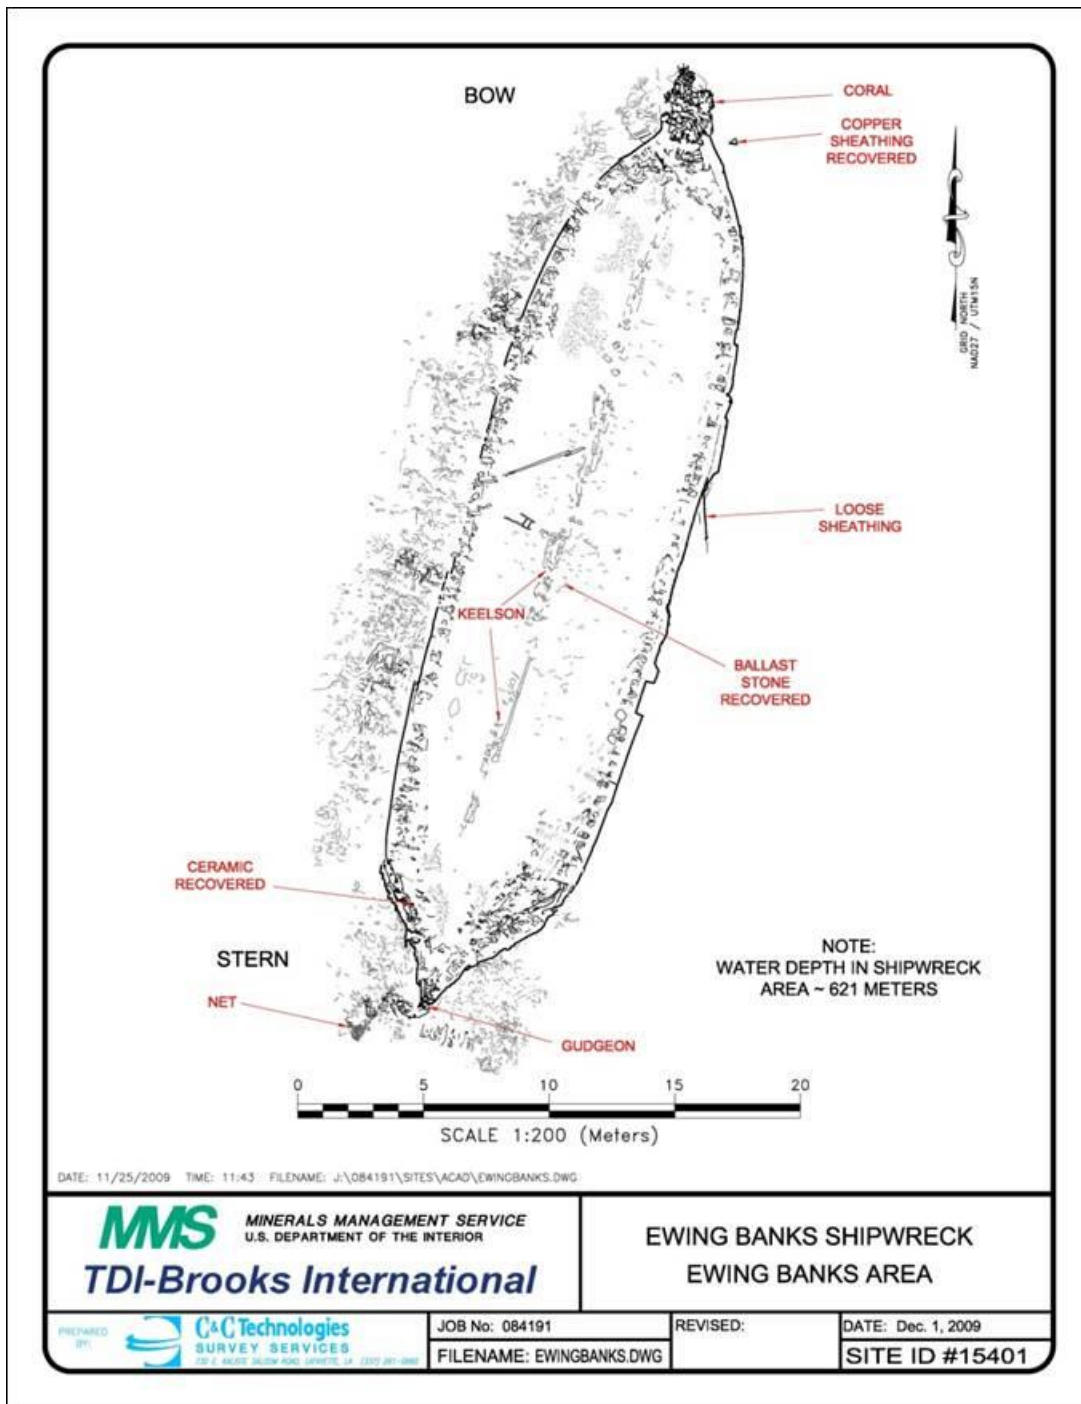 BOW
CORAL
COPPER
SHEATHING
RECOVERED
GRID NORTH
NAD27 / UTM15N
LOOSE
SHEATHING
KEELSON
BALLAST
STONE
RECOVERED
CERAMIC
RECOVERED
STERN
NET
GUDGEON
NOTE:
WATER DEPTH IN SHIPWRECK
AREA ~ 621 METERS
0 5 10 15 20
SCALE 1:200 (Meters)
DATE: 11/25/2009 TIME: 11:43 FILENAME: J:\084191\SITES\ACAD\EWINGBANKS.DWG
MMS
MINERALS MANAGEMENT SERVICE
U.S. DEPARTMENT OF THE INTERIOR
TDI-Brooks International
EWING BANKS SHIPWRECK
EWING BANKS AREA
PREPARED
BY:
C&C Technologies
SURVEY SERVICES
JOB No: 084191
FILENAME: EWINGBANKS.DWG
REVISED:
DATE: Dec. 1, 2009
SITE ID #15401